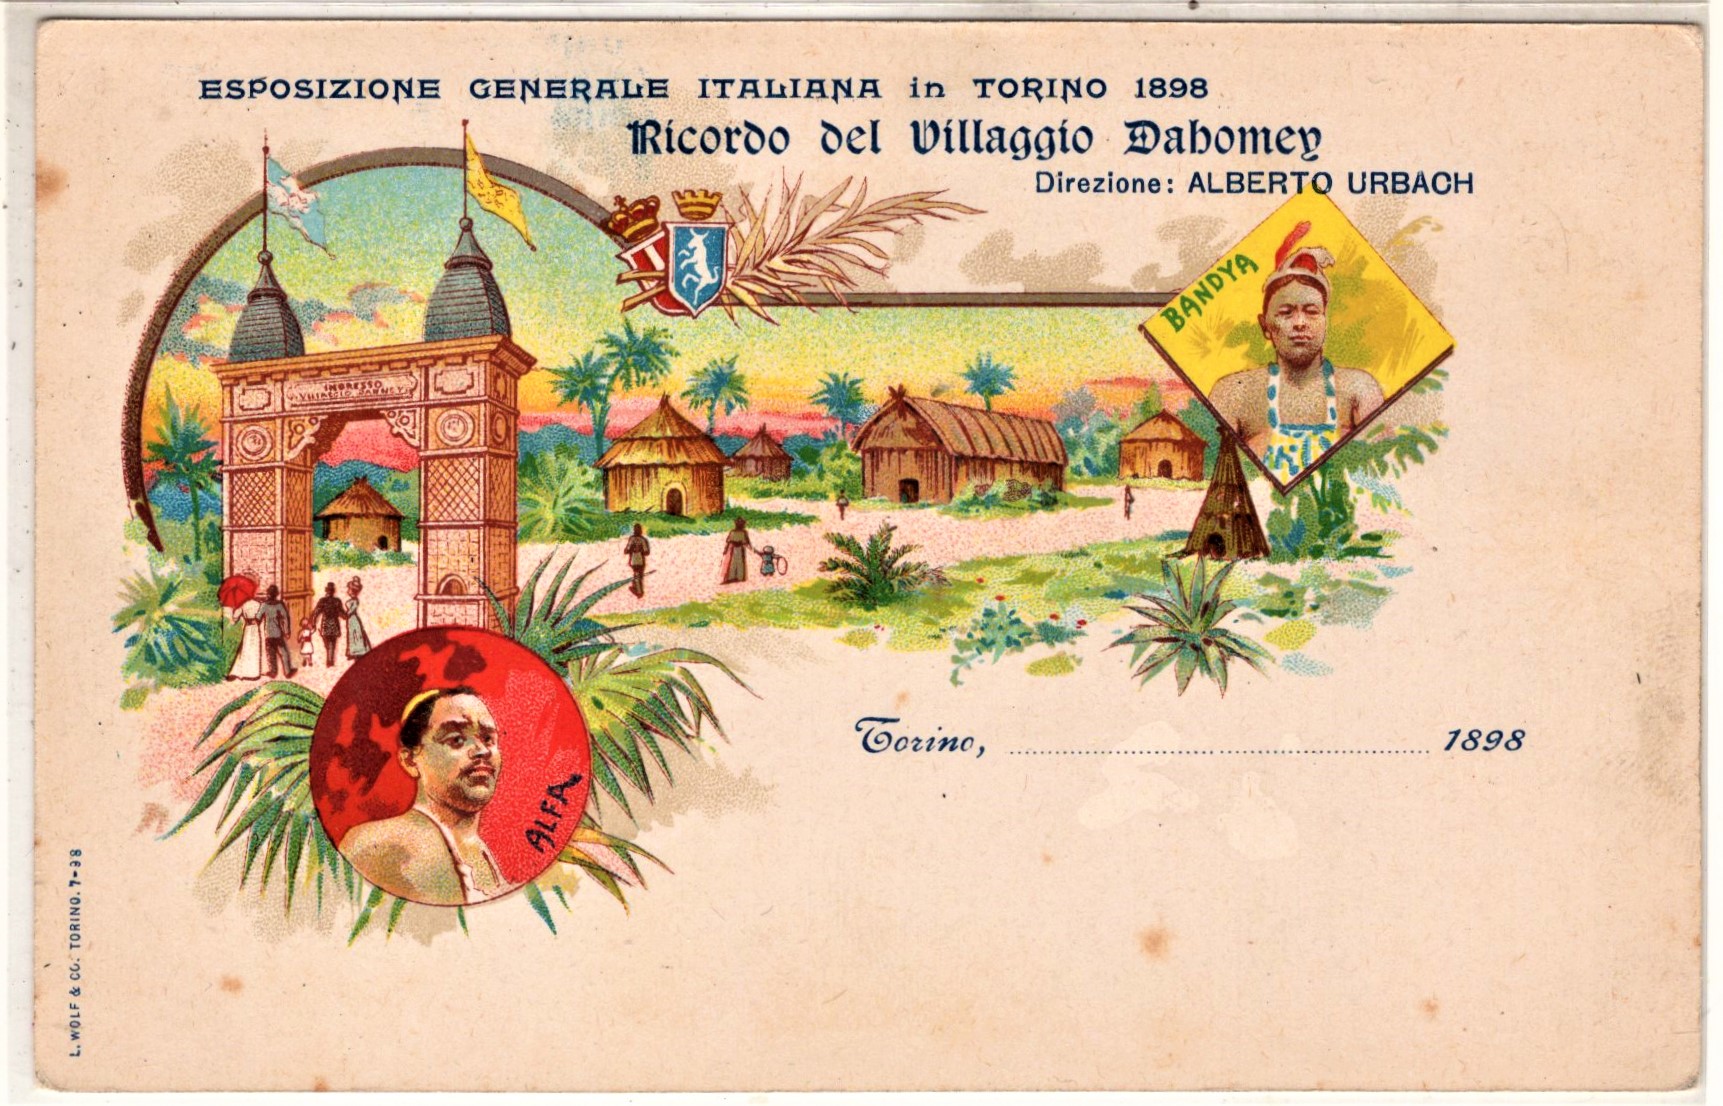 ESPOSIZIONE GENERALE ITALIANA in TORINO 1898
Ricordo del Villaggio Dahomey
Direzione: ALBERTO URBACH
BANDYA
INGRESSO
VILLAGGIO
ALFA
Torino, 1898
L. WOLF & CO. TORINO. 7-98